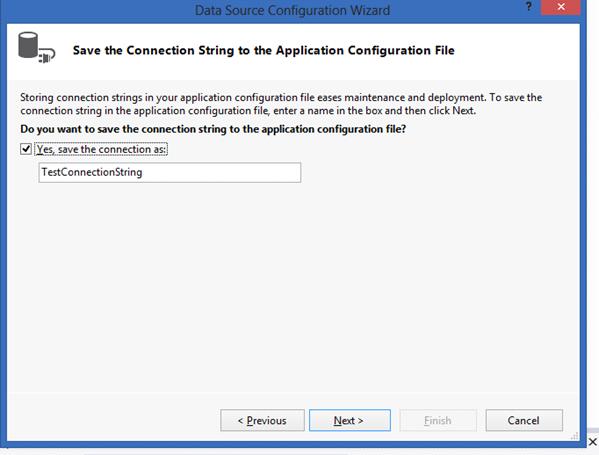 Data Source Configuration Wizard
? ×
Save the Connection String to the Application Configuration File
Storing connection strings in your application configuration file eases maintenance and deployment. To save the
connection string in the application configuration file, enter a name in the box and then click Next.
Do you want to save the connection string to the application configuration file?
Yes, save the connection as:
TestConnectionString
< Previous
Next >
Finish
Cancel